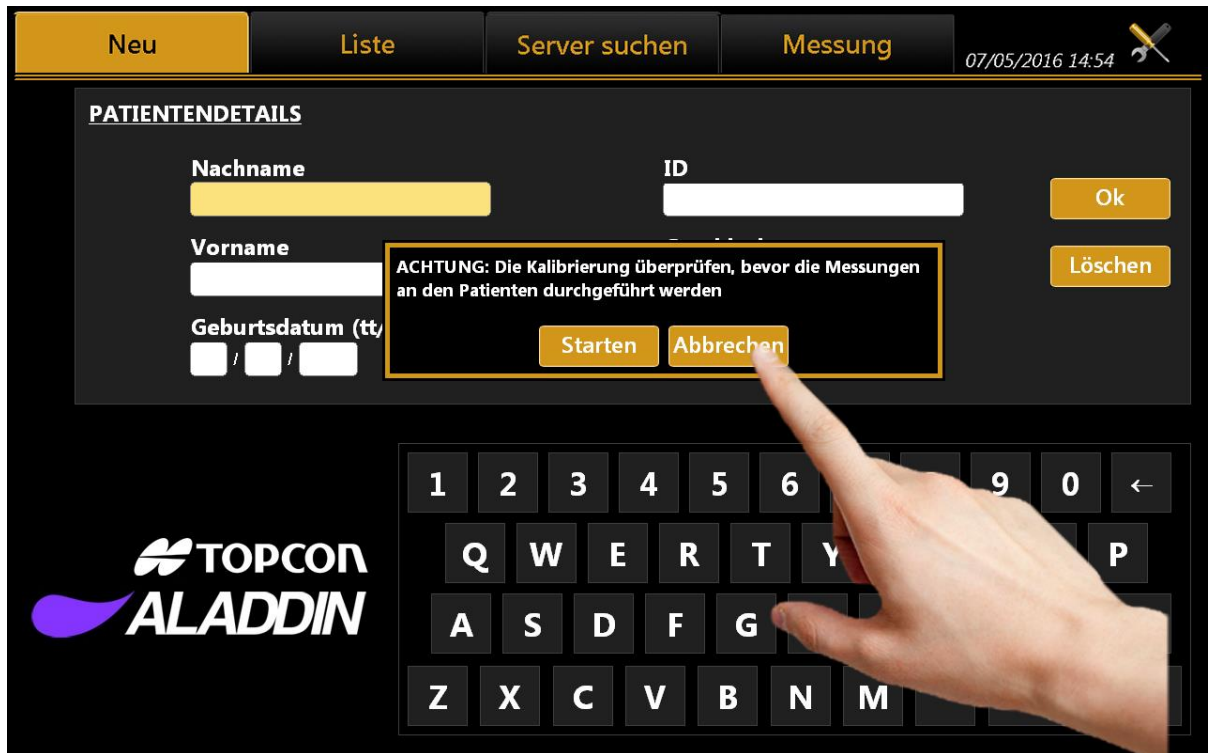 Neu
Liste
Server suchen
Messung
07/05/2016 14:54
PATIENTENDETAILS
Nachname
ID
Ok
Vorname
Löschen
ACHTUNG: Die Kalibrierung überprüfen, bevor die Messungen
an den Patienten durchgeführt werden
Geburtsdatum (tt/
/ /
Starten
Abbrechen
1 2 3 4 5 6 9 0 ←
Q W E R T Y P
A S D F G
Z X C V B N M
TOPCON
ALADDIN